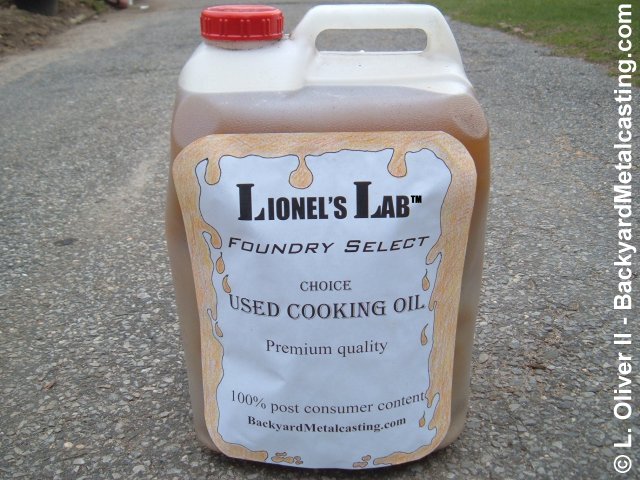 LIONEL'S LAB™
FOUNDRY SELECT
CHOICE
USED COOKING OIL
Premium quality
100% post consumer content
BackyardMetalcasting.com
© L. Oliver II - BackyardMetalcasting.com